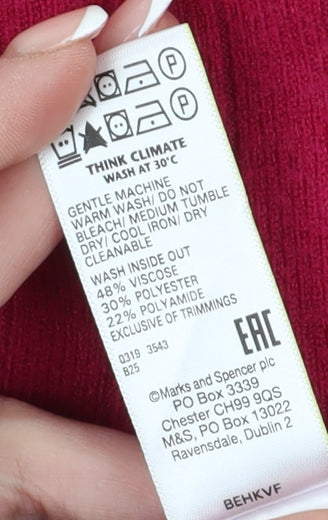 P
P
THINK CLIMATE
WASH AT 30°C
GENTLE MACHINE
WARM WASH/ DO NOT
BLEACH/ MEDIUM TUMBLE
DRY/ COOL IRON/ DRY
CLEANABLE
WASH INSIDE OUT
48% VISCOSE
30% POLYESTER
22% POLYAMIDE
EXCLUSIVE OF TRIMMINGS
Q319 3543
B25
EAC
©Marks and Spencer plc
PO Box 3339
Chester CH99 9QS
M&S, PO Box 13022
Ravensdale, Dublin 2
BEHKVF